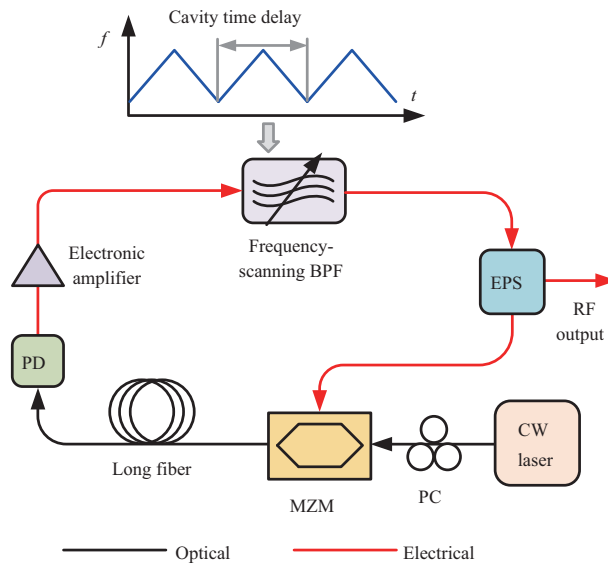 Cavity time delay
f
t
Electronic
amplifier
Frequency-
scanning BPF
EPS
RF
output
PD
Long fiber
MZM
PC
CW
laser
Optical
Electrical